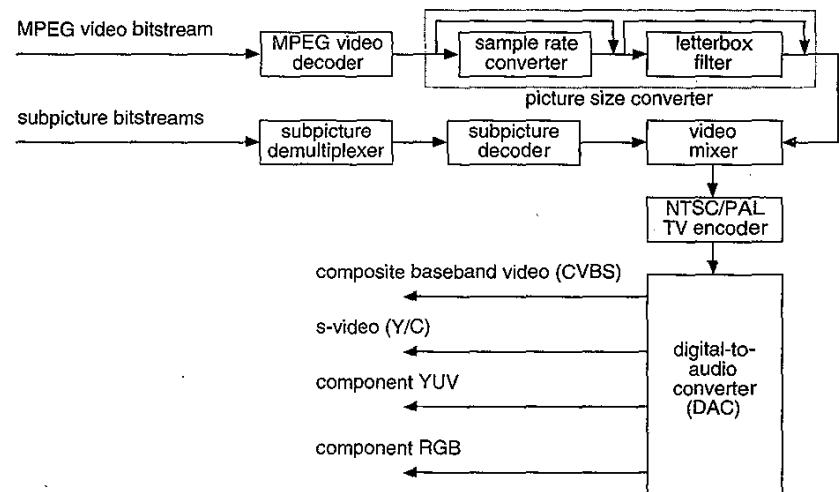 MPEG video bitstream
MPEG video
decoder
sample rate
converter
letterbox
filter
picture size converter
subpicture bitstreams
subpicture
demultiplexer
subpicture
decoder
video
mixer
NTSC/PAL
TV encoder
composite baseband video (CVBS)
s-video (Y/C)
component YUV
component RGB
digital-to-
audio
converter
(DAC)